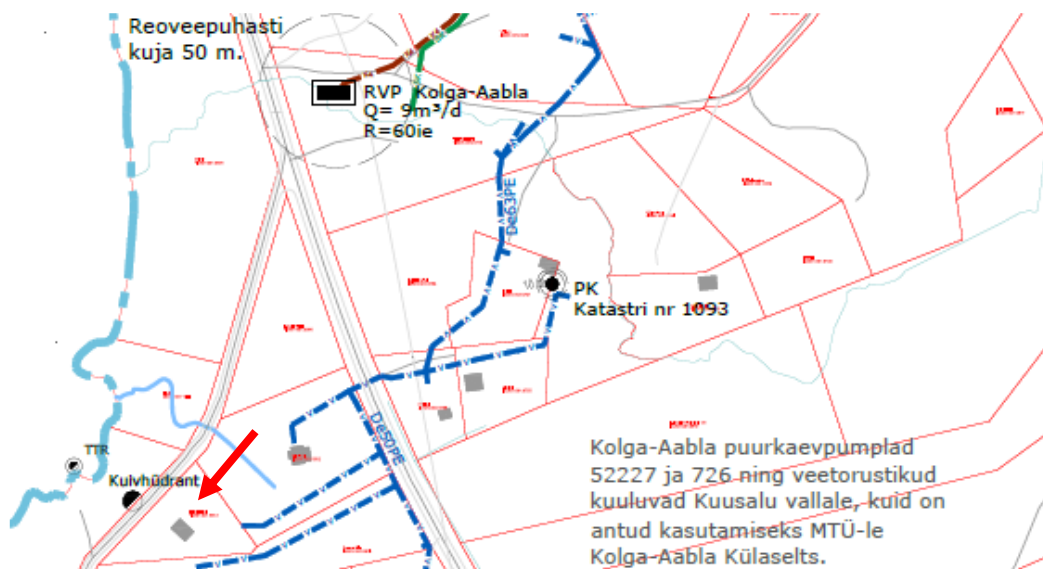 Reoveepuhasti
kuja 50 m.
RVP Kolga-Aabla
Q= 9m³/d
R=60ie
De63PE
PK
Katastri nr 1093
De50PE
TTR
Kuivhüdrant
Kolga-Aabla puurkaevpumplad
52227 ja 726 ning veetorustikud
kuuluvad Kuusalu vallale, kuid on
antud kasutamiseks MTÜ-le
Kolga-Aabla Külaselts.